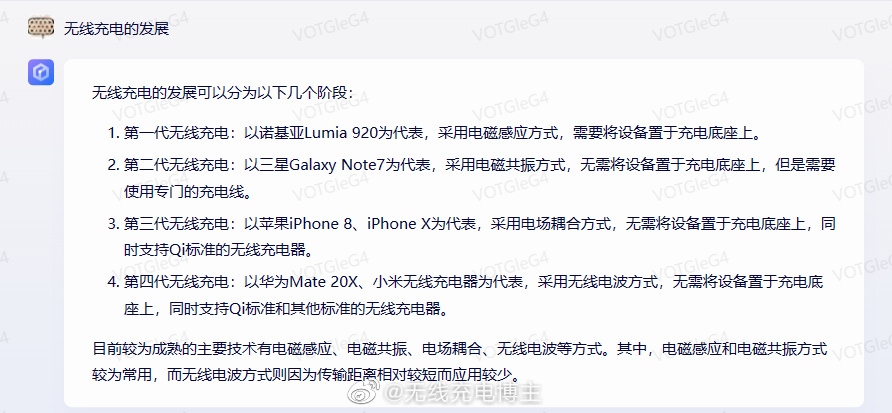 无线充电的发展
无线充电的发展可以分为以下几个阶段：
1. 第一代无线充电：以诺基亚Lumia 920为代表，采用电磁感应方式，需要将设备置于充电底座上。
2. 第二代无线充电：以三星Galaxy Note7为代表，采用电磁共振方式，无需将设备置于充电底座上，但是需要
使用专门的充电线。
3. 第三代无线充电：以苹果iPhone 8、iPhone X为代表，采用电场耦合方式，无需将设备置于充电底座上，同
时支持Qi标准的无线充电器。
4. 第四代无线充电：以华为Mate 20X、小米无线充电器为代表，采用无线电波方式，无需将设备置于充电底
座上，同时支持Qi标准和其他标准的无线充电器。
目前较为成熟的主要技术有电磁感应、电磁共振、电场耦合、无线电波等方式。其中，电磁感应和电磁共振方式
较为常用，而无线电波方式则因为传输距离相对较短而应用较少。
@无线充电博主
VOTGleG4